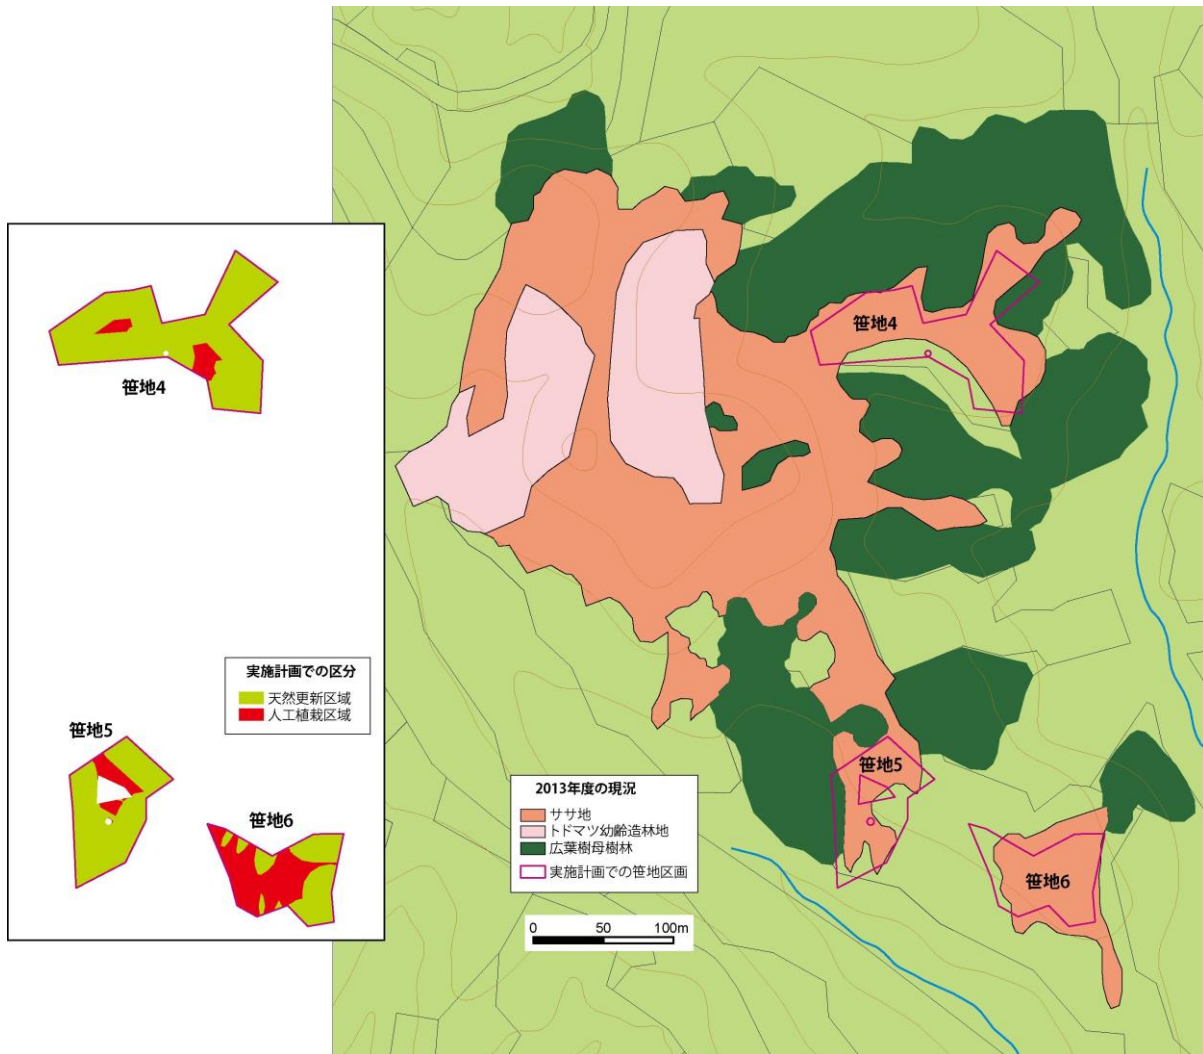 笹地4
実施計画での区分
天然更新区域
人工植栽区域
笹地5
笹地6
笹地4
笹地5
笹地6
2013年度の現況
ササ地
トドマツ幼齢造林地
広葉樹母樹林
実施計画での笹地区画
0 50 100m